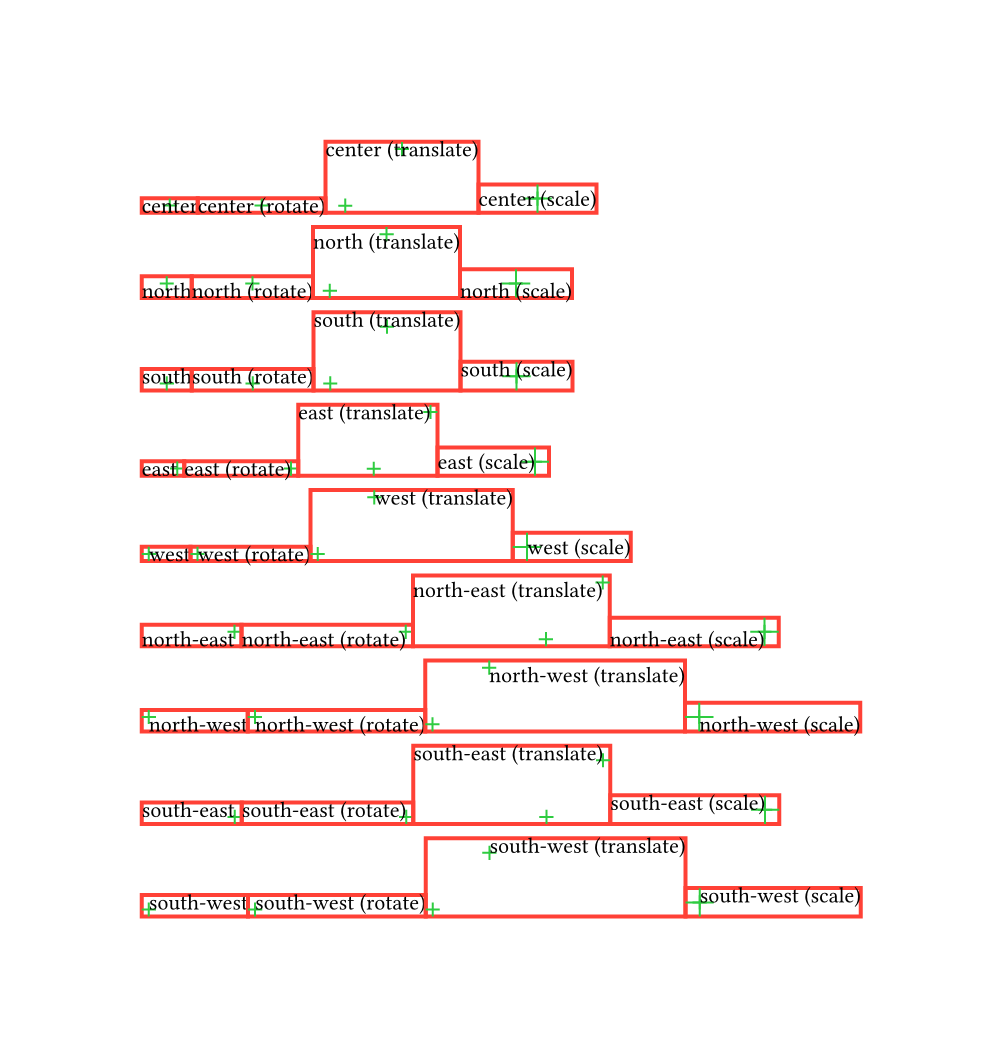 center center (rotate) center (translate) center (scale)
north north (rotate) north (translate) north (scale)
south south (rotate) south (translate) south (scale)
east east (rotate) east (translate) east (scale)
west west (rotate) west (translate) west (scale)
north-east north-east (rotate) north-east (translate) north-east (scale)
north-west north-west (rotate) north-west (translate) north-west (scale)
south-east south-east (rotate) south-east (translate) south-east (scale)
south-west south-west (rotate) south-west (translate) south-west (scale)